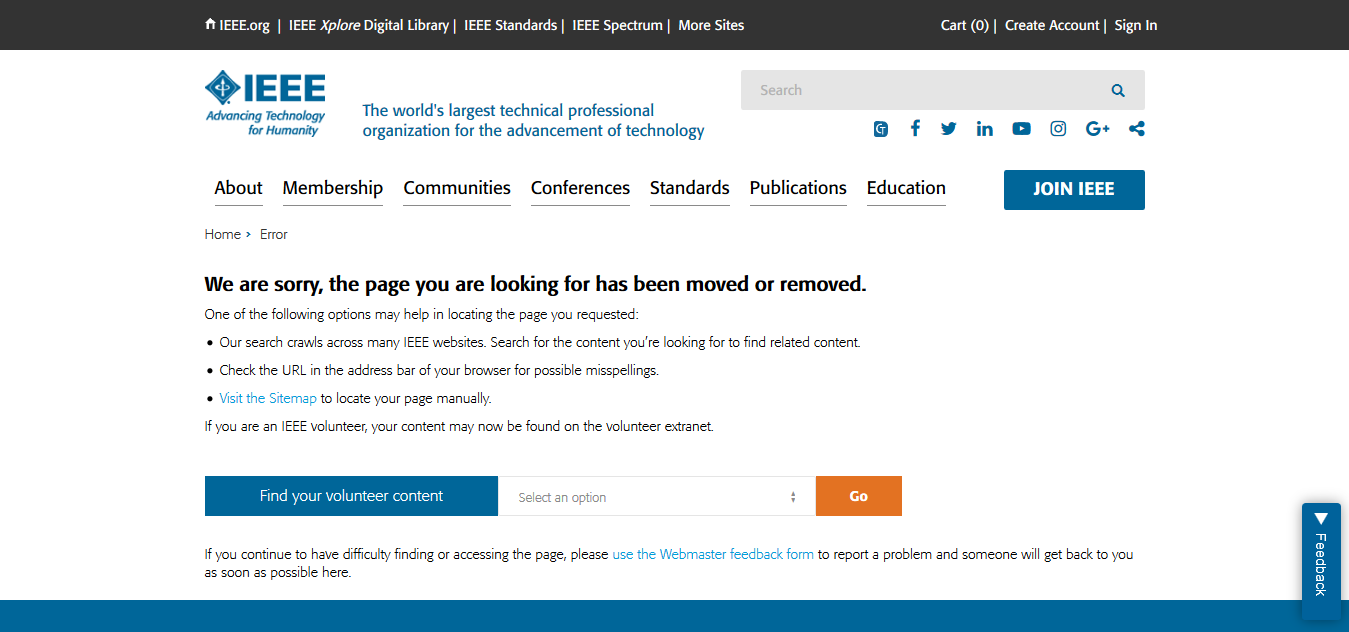 IEEE.org | IEEE Xplore Digital Library | IEEE Standards | IEEE Spectrum | More Sites
Cart (0) | Create Account | Sign In
IEEE
Advancing Technology
for Humanity
The world's largest technical professional
organization for the advancement of technology
Search
About Membership Communities Conferences Standards Publications Education
JOIN IEEE
Home > Error
We are sorry, the page you are looking for has been moved or removed.
One of the following options may help in locating the page you requested:
• Our search crawls across many IEEE websites. Search for the content you're looking for to find related content.
• Check the URL in the address bar of your browser for possible misspellings.
• Visit the Sitemap to locate your page manually.
If you are an IEEE volunteer, your content may now be found on the volunteer extranet.
Find your volunteer content
Select an option
Go
If you continue to have difficulty finding or accessing the page, please use the Webmaster feedback form to report a problem and someone will get back to you
as soon as possible here.
Feedback